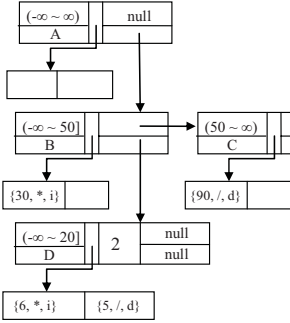 (-∞ ~ ∞)
null
A
(-∞ ~ 50]
B
(50 ~ ∞)
C
{30, *, i}
{90, /, d}
(-∞ ~ 20]
D
2
null
null
{6, *, i}
{5, /, d}